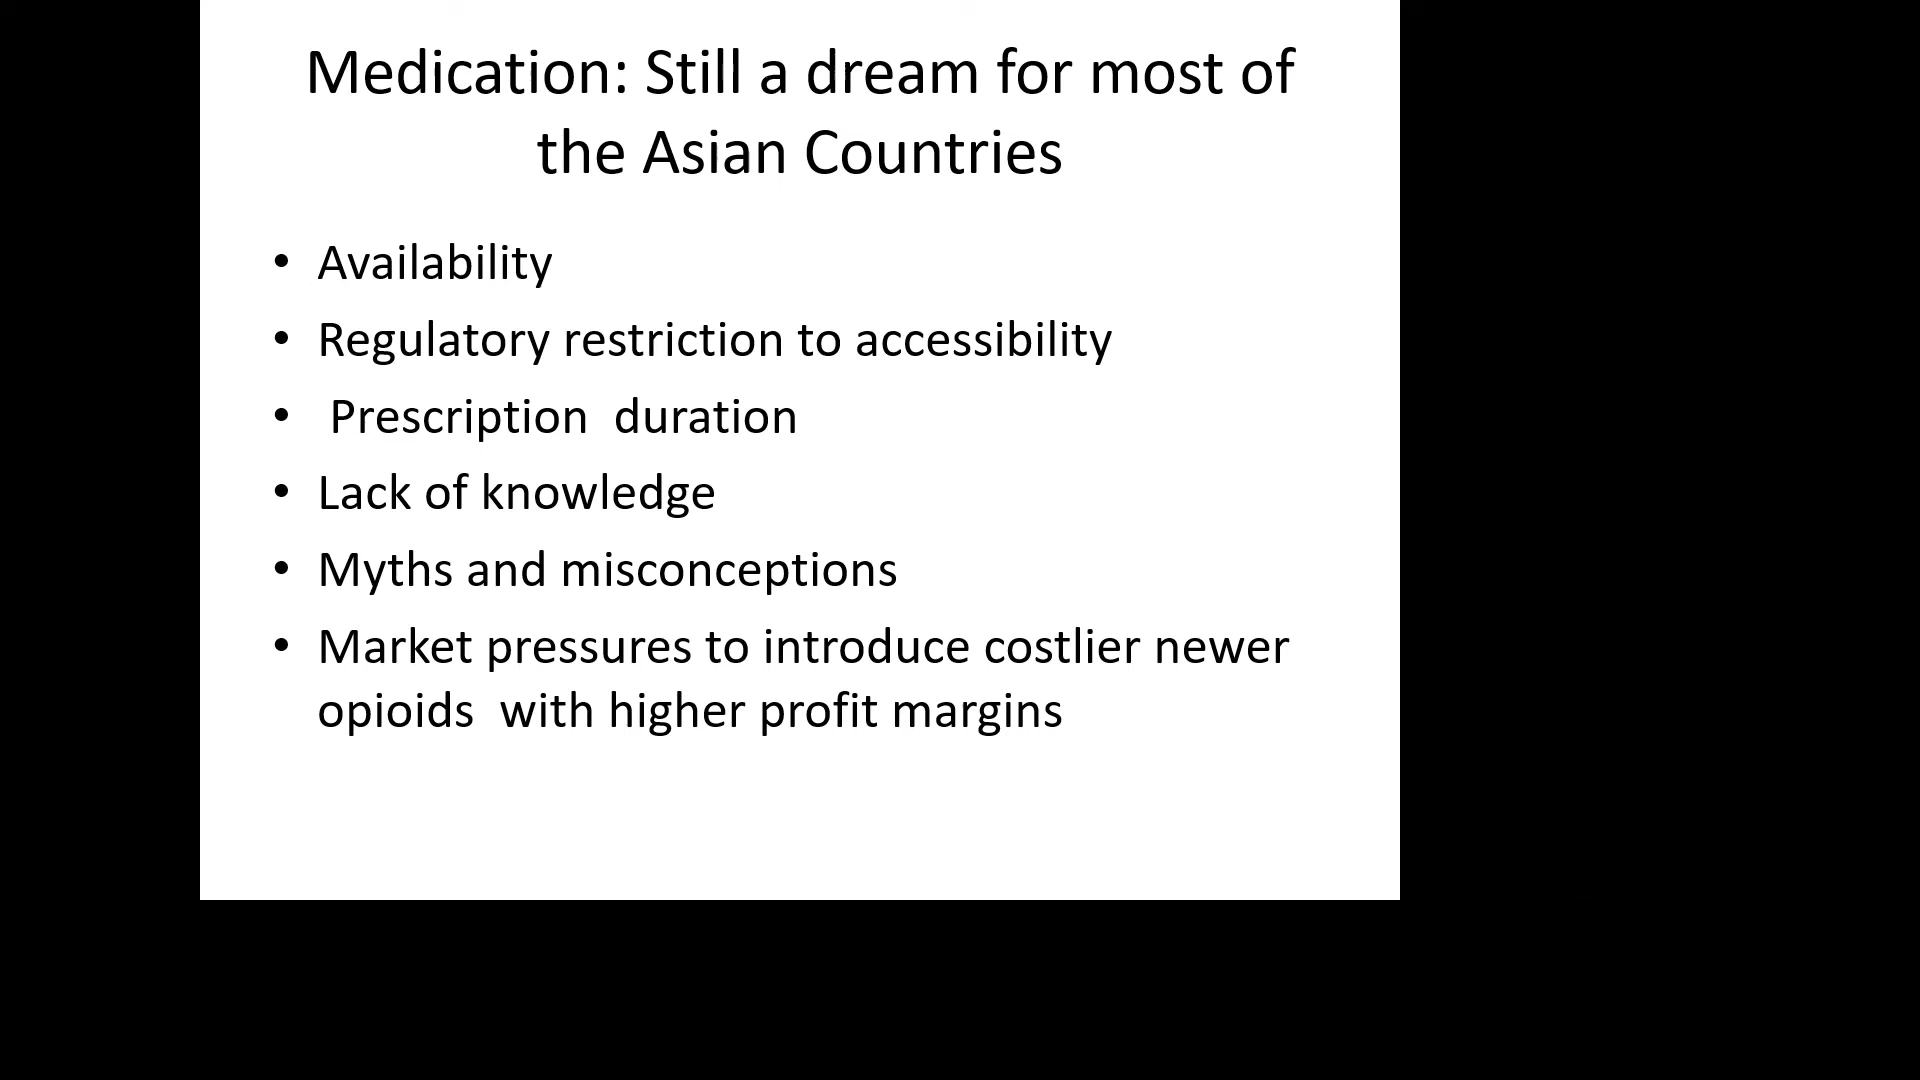 Medication: Still a dream for most of
the Asian Countries
• Availability
• Regulatory restriction to accessibility
• Prescription  duration
• Lack of knowledge
• Myths and misconceptions
• Market pressures to introduce costlier newer
opioids  with higher profit margins